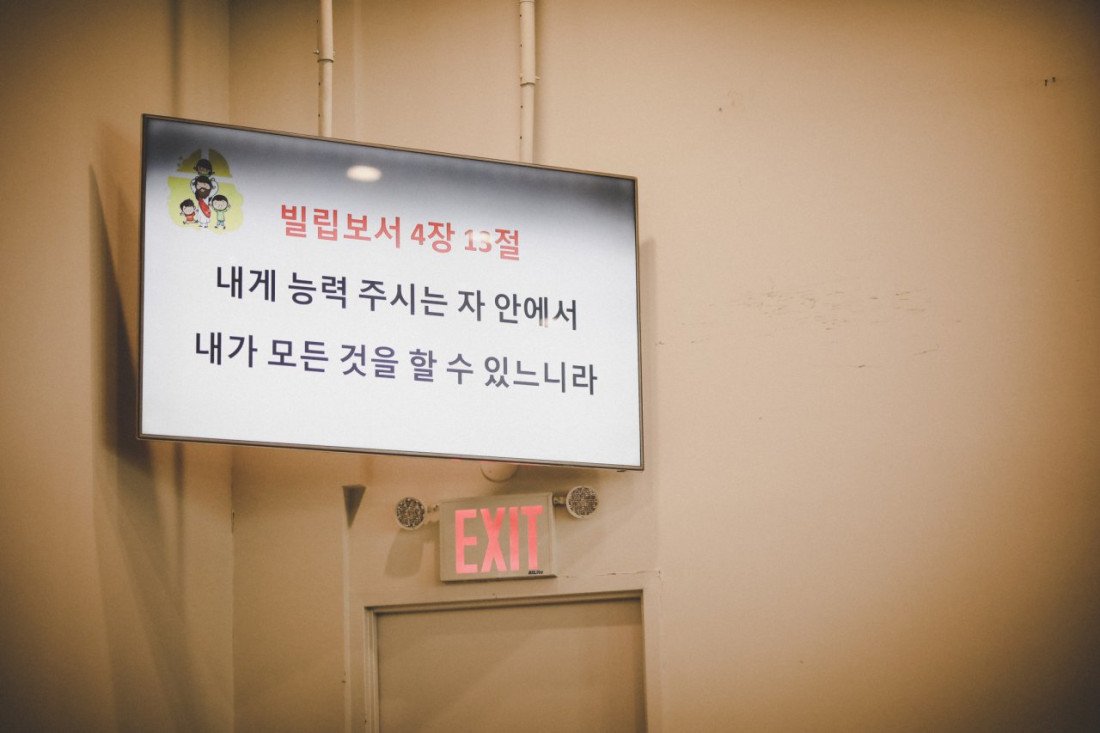 빌립보서 4장 13절
내게 능력 주시는 자 안에서
내가 모든 것을 할 수 있느니라
EXIT